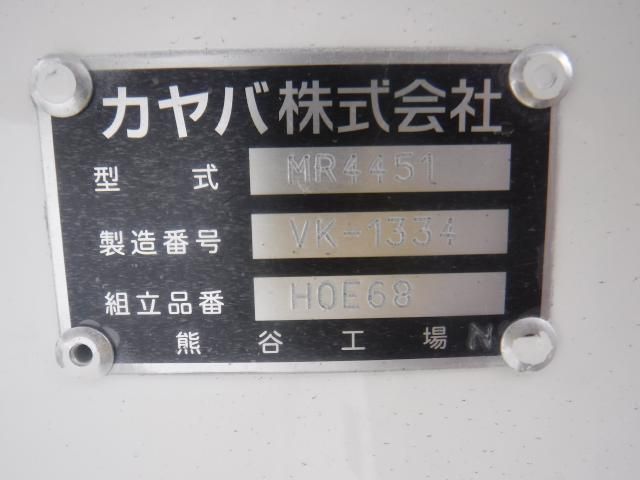 カヤバ株式会社
型式 MR4451
製造番号 VK-1334
組立品番 H0E68
熊谷工場 N